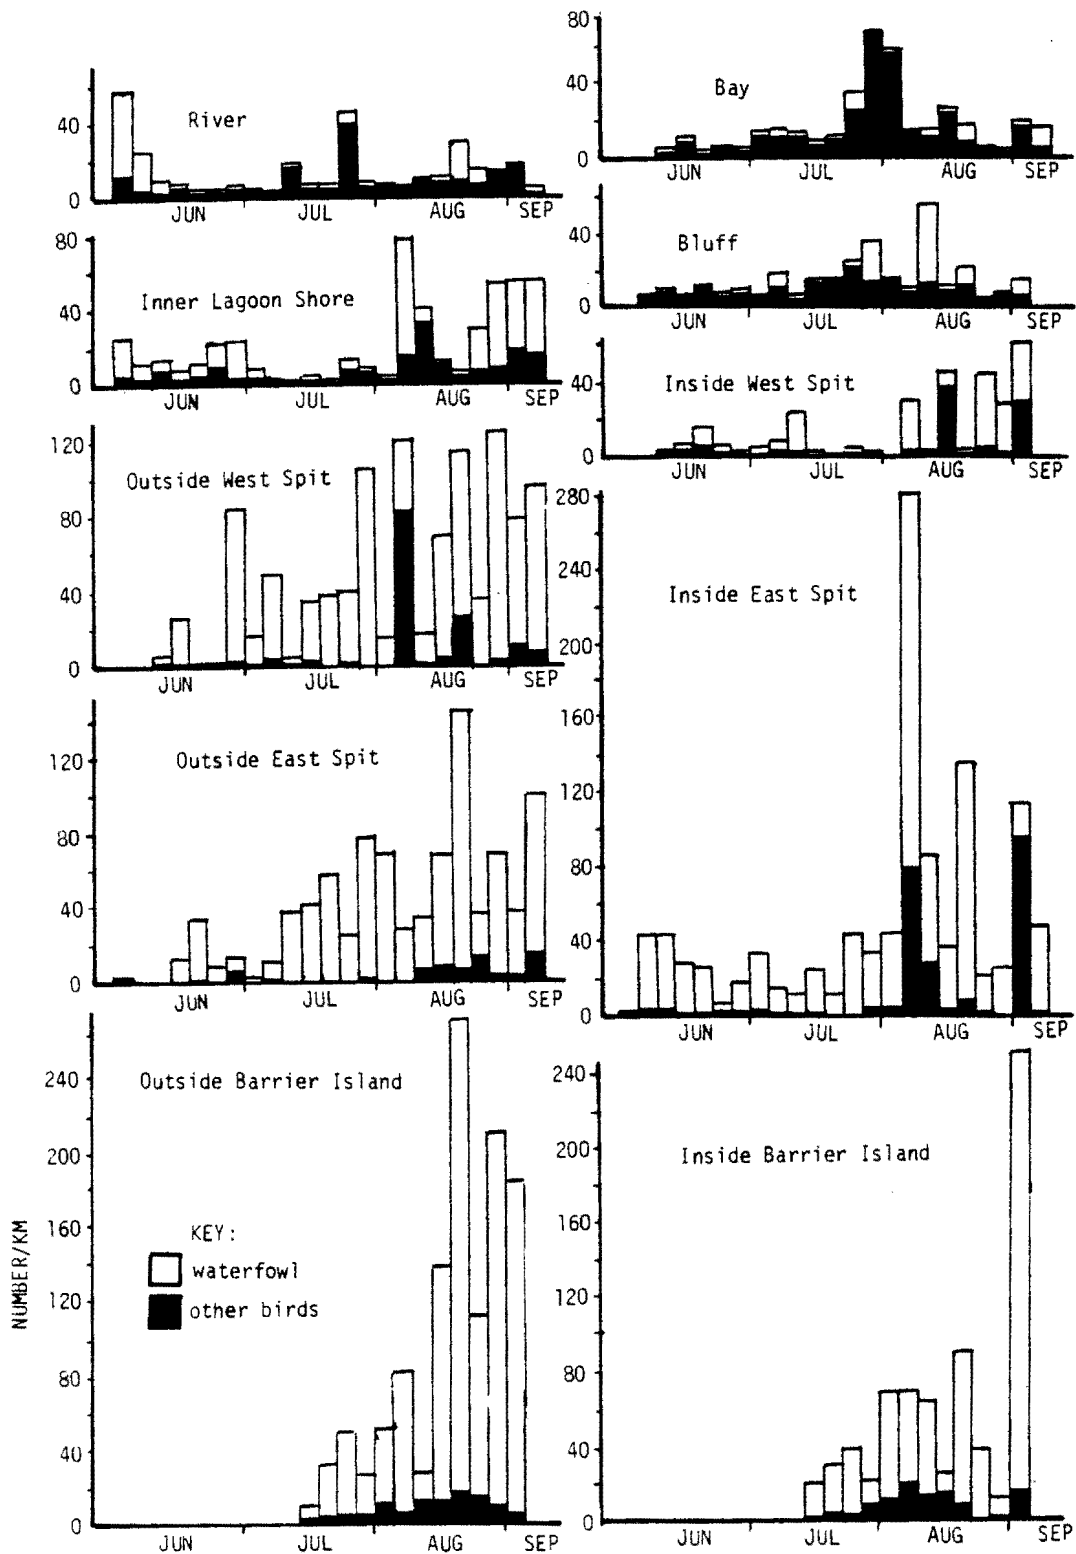 River
40
0
JUN JUL AUG SEP
80
40
0
Bay
JUN JUL AUG SEP
80
40
0
Inner Lagoon Shore
JUN JUL AUG SEP
40
0
Bluff
JUN JUL AUG SEP
40
0
Inside West Spit
JUN JUL AUG SEP
120
80
40
0
Outside West Spit
JUN JUL AUG SEP
280
240
200
160
120
80
40
0
Inside East Spit
JUN JUL AUG SEP
120
80
40
0
Outside East Spit
JUN JUL AUG SEP
240
200
160
120
80
40
0
Outside Barrier Island
NUMBER/KM
KEY:
waterfowl
other birds
JUN JUL AUG SEP
240
200
160
120
80
40
0
Inside Barrier Island
JUN JUL AUG SEP